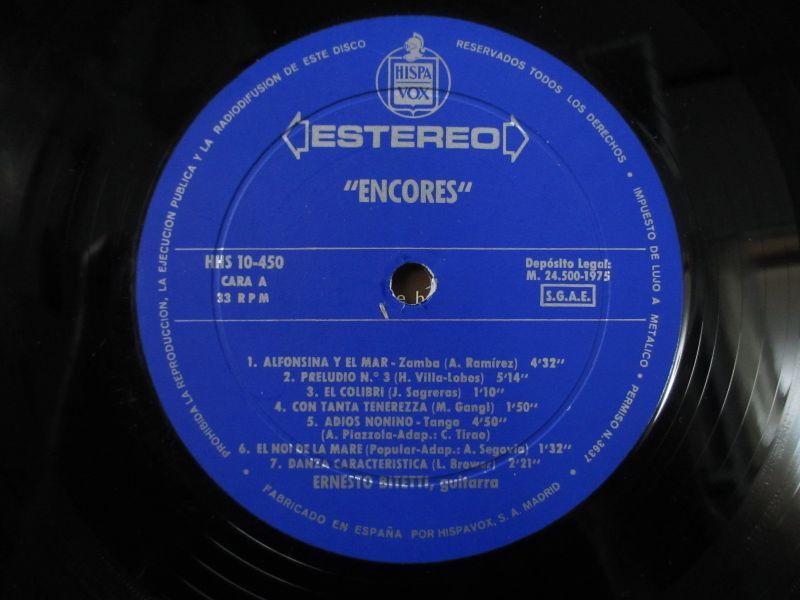 HISPA
VOX
ESTEREO
"ENCORES"
HHS 10-450
CARA A
33 RPM
Depósito Legal:
M. 24.500-1975
S.G.A.E.
1. ALFONSINA Y EL MAR - Zamba (A. Ramírez) 4'32"
2. PRELUDIO N.º 3 (H. Villa-Lobos) 5'14"
3. EL COLIBRI (J. Sagreras) 1'10"
4. CON TANTA TENEREZZA (M. Gangi) 1'50"
5. ADIOS NONINO - Tango 4'50"
(A. Piazzola-Adap.: C. Tirao)
6. EL NOI DE LA MARE (Popular-Adap.: A. Segovia) 1'32"
7. DANZA CARACTERISTICA (L. Brower) 2'21"
ERNESTO BITETTI, guitarra
PROHIBIDA LA REPRODUCCION, LA EJECUCION PUBLICA Y LA RADIODIFUSION DE ESTE DISCO
RESERVADOS TODOS LOS DERECHOS • IMPUESTO DE LUJO A METALICO • PERMISO N. 3637
FABRICADO EN ESPAÑA POR HISPAVOX, S. A. MADRID